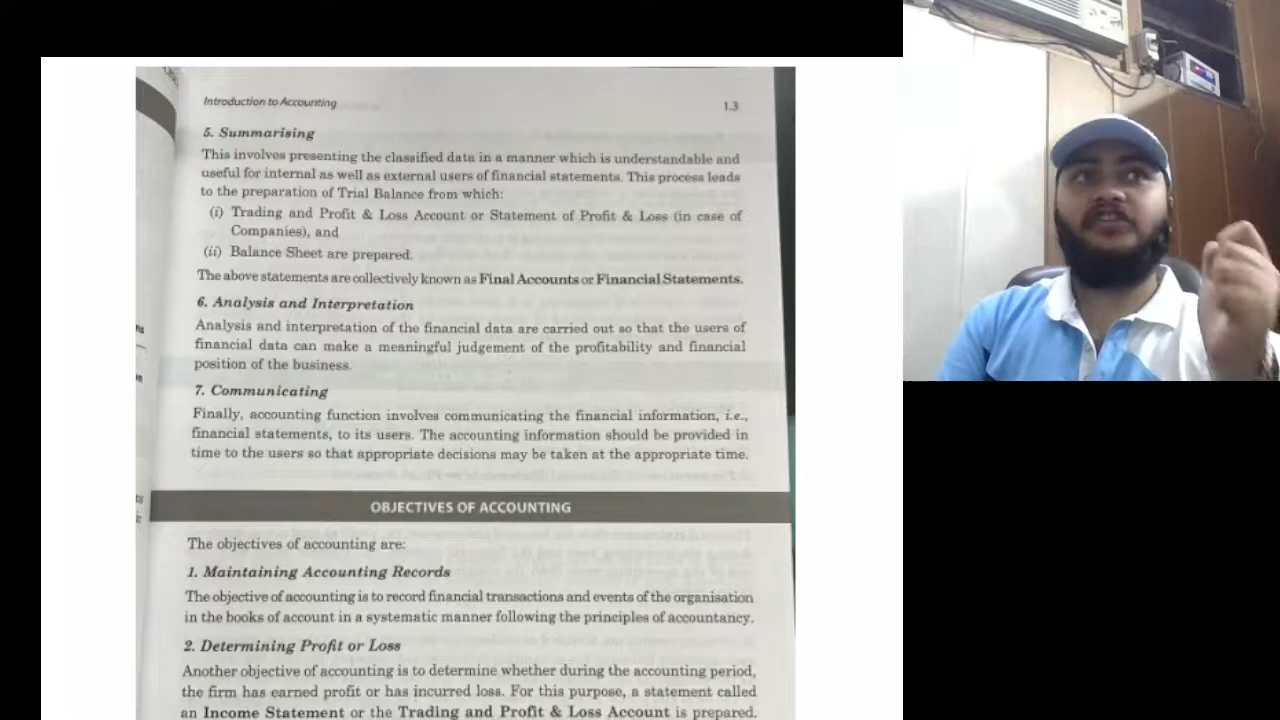 Introduction to Accounting 1.3
5. Summarising
This involves presenting the classified data in a manner which is understandable and
useful for internal as well as external users of financial statements. This process leads
to the preparation of Trial Balance from which:
(i) Trading and Profit & Loss Account or Statement of Profit & Loss (in case of
Companies), and
(ii) Balance Sheet are prepared.
The above statements are collectively known as Final Accounts or Financial Statements.
6. Analysis and Interpretation
Analysis and interpretation of the financial data are carried out so that the users of
financial data can make a meaningful judgement of the profitability and financial
position of the business.
7. Communicating
Finally, accounting function involves communicating the financial information, i.e.,
financial statements, to its users. The accounting information should be provided in
time to the users so that appropriate decisions may be taken at the appropriate time.
OBJECTIVES OF ACCOUNTING
The objectives of accounting are:
1. Maintaining Accounting Records
The objective of accounting is to record financial transactions and events of the organisation
in the books of account in a systematic manner following the principles of accountancy.
2. Determining Profit or Loss
Another objective of accounting is to determine whether during the accounting period,
the firm has earned profit or has incurred loss. For this purpose, a statement called
an Income Statement or the Trading and Profit & Loss Account is prepared.